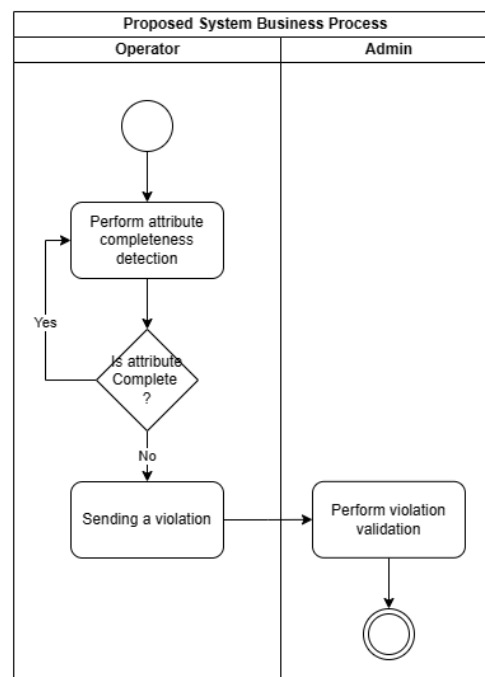 Proposed System Business Process
Operator
Admin
Perform attribute
completeness
detection
Yes
Is attribute
Complete
?
No
Sending a violation
Perform violation
validation